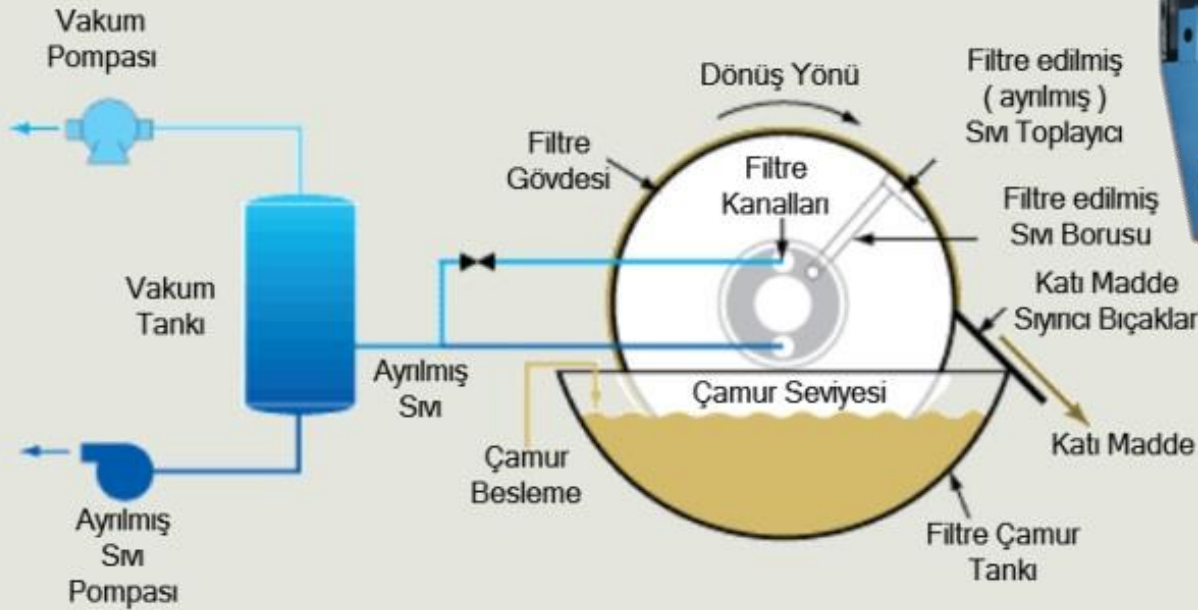 Vakum
Pompası
Dönüş Yönü
Filtre edilmiş
( ayrılmış )
Sıvı Toplayıcı
Filtre
Gövdesi
Filtre
Kanalları
Filtre edilmiş
Sıvı Borusu
Vakum
Tankı
Katı Madde
Sıyırıcı Bıçaklar
Ayrılmış
Sıvı
Çamur Seviyesi
Katı Madde
Çamur
Besleme
Ayrılmış
Sıvı
Pompası
Filtre Çamur
Tankı